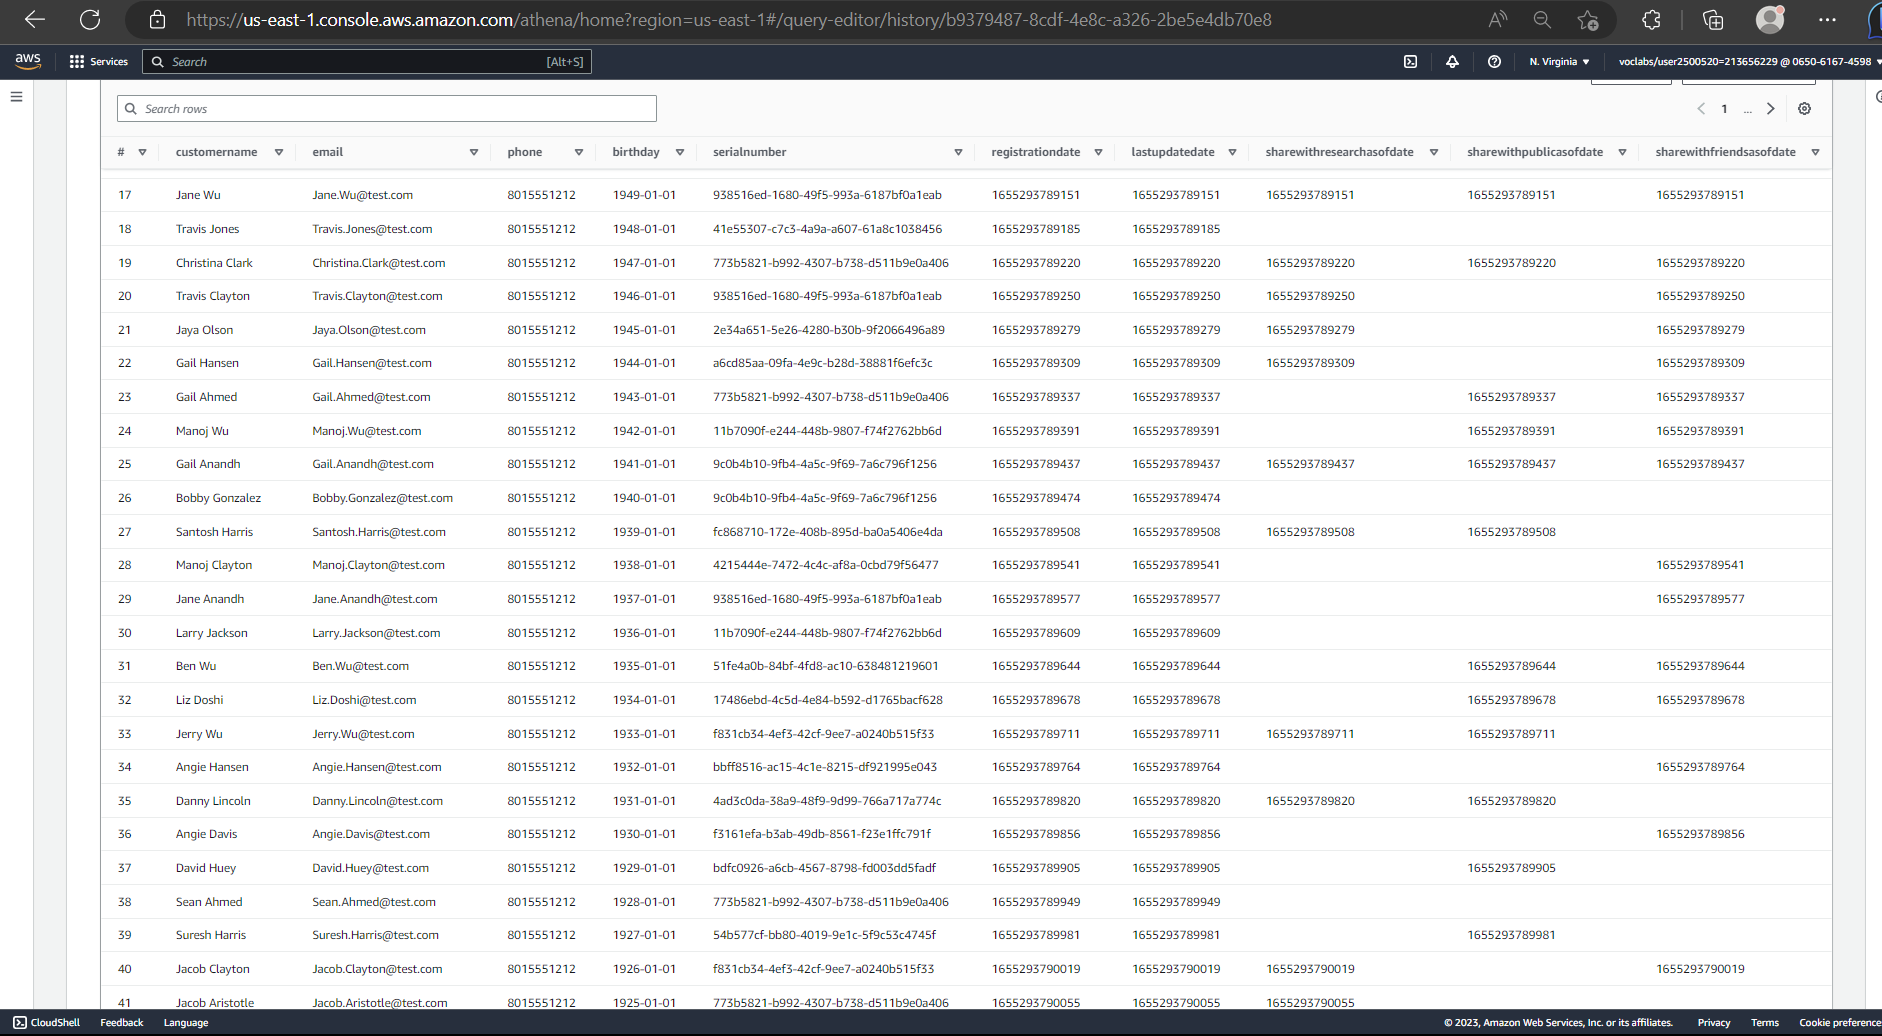 https://us-east-1.console.aws.amazon.com/athena/home?region=us-east-1#/query-editor/history/b9379487-8cdf-4e8c-a326-2be5e4db70e8
aws Services Search [Alt+S] N. Virginia voclabs/user2500520=213656229 @ 0650-6167-4598
Search rows 1 ...
# customername email phone birthday serialnumber registrationdate lastupdatedate sharewithresearchasofdate sharewithpublicasofdate sharewithfriendsasofdate
17 Jane Wu Jane.Wu@test.com 8015551212 1949-01-01 938516ed-1680-49f5-993a-6187bf0a1eab 1655293789151 1655293789151 1655293789151 1655293789151 1655293789151
18 Travis Jones Travis.Jones@test.com 8015551212 1948-01-01 41e55307-c7c3-4a9a-a607-61a8c1038456 1655293789185 1655293789185
19 Christina Clark Christina.Clark@test.com 8015551212 1947-01-01 773b5821-b992-4307-b738-d511b9e0a406 1655293789220 1655293789220 1655293789220 1655293789220 1655293789220
20 Travis Clayton Travis.Clayton@test.com 8015551212 1946-01-01 938516ed-1680-49f5-993a-6187bf0a1eab 1655293789250 1655293789250 1655293789250 1655293789250
21 Jaya Olson Jaya.Olson@test.com 8015551212 1945-01-01 2e34a651-5e26-4280-b30b-9f2066496a89 1655293789279 1655293789279 1655293789279 1655293789279
22 Gail Hansen Gail.Hansen@test.com 8015551212 1944-01-01 a6cd85aa-09fa-4e9c-b28d-38881f6efc3c 1655293789309 1655293789309 1655293789309 1655293789309
23 Gail Ahmed Gail.Ahmed@test.com 8015551212 1943-01-01 773b5821-b992-4307-b738-d511b9e0a406 1655293789337 1655293789337 1655293789337 1655293789337
24 Manoj Wu Manoj.Wu@test.com 8015551212 1942-01-01 11b7090f-e244-448b-9807-f74f2762bb6d 1655293789391 1655293789391 1655293789391 1655293789391
25 Gail Anandh Gail.Anandh@test.com 8015551212 1941-01-01 9c0b4b10-9fb4-4a5c-9f69-7a6c796f1256 1655293789437 1655293789437 1655293789437 1655293789437 1655293789437
26 Bobby Gonzalez Bobby.Gonzalez@test.com 8015551212 1940-01-01 9c0b4b10-9fb4-4a5c-9f69-7a6c796f1256 1655293789474 1655293789474
27 Santosh Harris Santosh.Harris@test.com 8015551212 1939-01-01 fc868710-172e-408b-895d-ba0a5406e4da 1655293789508 1655293789508 1655293789508 1655293789508
28 Manoj Clayton Manoj.Clayton@test.com 8015551212 1938-01-01 4215444e-7472-4c4c-af8a-0cbd79f56477 1655293789541 1655293789541 1655293789541
29 Jane Anandh Jane.Anandh@test.com 8015551212 1937-01-01 938516ed-1680-49f5-993a-6187bf0a1eab 1655293789577 1655293789577 1655293789577
30 Larry Jackson Larry.Jackson@test.com 8015551212 1936-01-01 11b7090f-e244-448b-9807-f74f2762bb6d 1655293789609 1655293789609
31 Ben Wu Ben.Wu@test.com 8015551212 1935-01-01 51fe4a0b-84bf-4fd8-ac10-638481219601 1655293789644 1655293789644 1655293789644 1655293789644
32 Liz Doshi Liz.Doshi@test.com 8015551212 1934-01-01 17486ebd-4c5d-4e84-b592-d1765bacf628 1655293789678 1655293789678 1655293789678 1655293789678
33 Jerry Wu Jerry.Wu@test.com 8015551212 1933-01-01 f831cb34-4ef3-42cf-9ee7-a0240b515f33 1655293789711 1655293789711 1655293789711 1655293789711
34 Angie Hansen Angie.Hansen@test.com 8015551212 1932-01-01 bbff8516-ac15-4c1e-8215-df921995e043 1655293789764 1655293789764 1655293789764
35 Danny Lincoln Danny.Lincoln@test.com 8015551212 1931-01-01 4ad3c0da-38a9-48f9-9d99-766a717a774c 1655293789820 1655293789820 1655293789820 1655293789820
36 Angie Davis Angie.Davis@test.com 8015551212 1930-01-01 f3161efa-b3ab-49db-8561-f23e1ffc791f 1655293789856 1655293789856 1655293789856
37 David Huey David.Huey@test.com 8015551212 1929-01-01 bdfc0926-a6cb-4567-8798-fd003dd5fadf 1655293789905 1655293789905 1655293789905
38 Sean Ahmed Sean.Ahmed@test.com 8015551212 1928-01-01 773b5821-b992-4307-b738-d511b9e0a406 1655293789949 1655293789949
39 Suresh Harris Suresh.Harris@test.com 8015551212 1927-01-01 54b577cf-bb80-4019-9e1c-5f9c53c4745f 1655293789981 1655293789981 1655293789981
40 Jacob Clayton Jacob.Clayton@test.com 8015551212 1926-01-01 f831cb34-4ef3-42cf-9ee7-a0240b515f33 1655293790019 1655293790019 1655293790019 1655293790019
41 Jacob Aristotle Jacob.Aristotle@test.com 8015551212 1925-01-01 773b5821-b992-4307-b738-d511b9e0a406 1655293790055 1655293790055 1655293790055
CloudShell Feedback Language © 2023, Amazon Web Services, Inc. or its affiliates. Privacy Terms Cookie preference